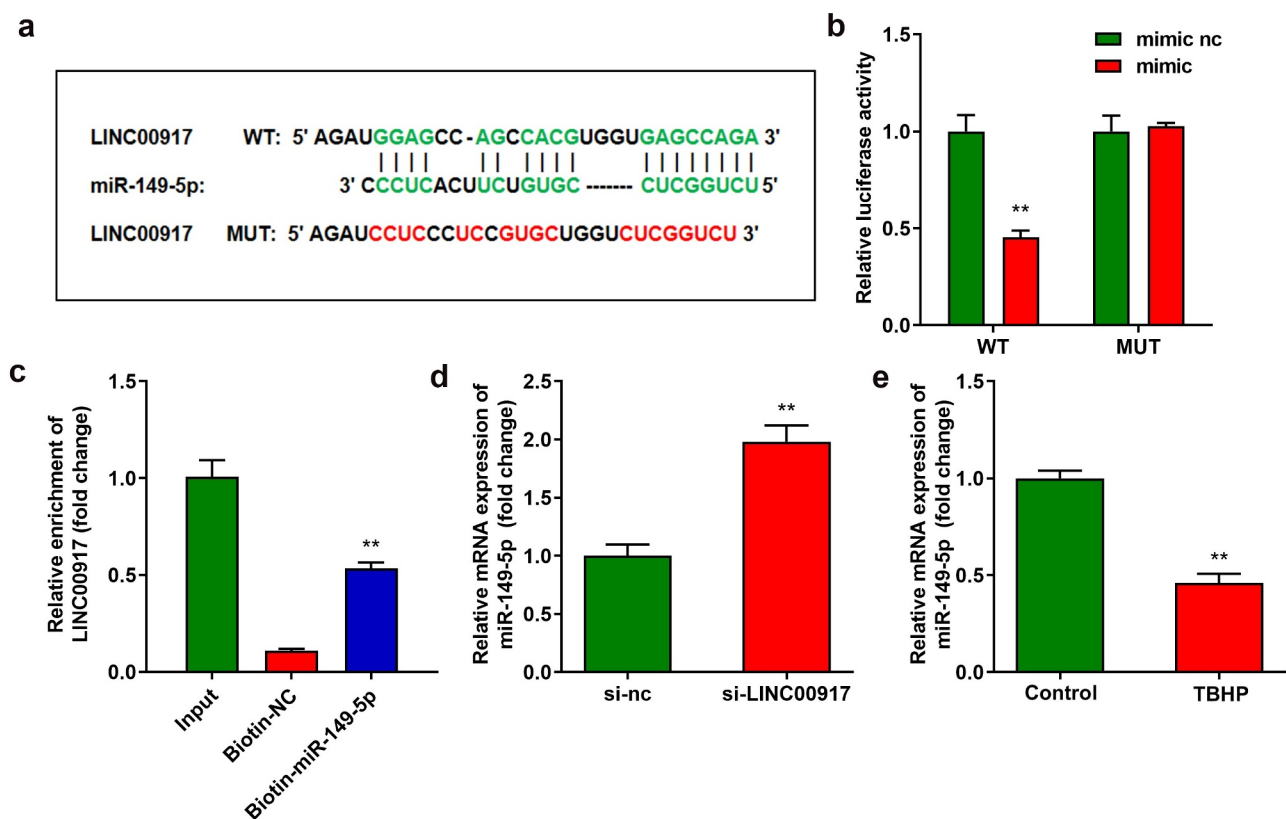 a
LINC00917 WT: 5' AGAUGGAGCC-AGCCACGUGGUGAGCCAGA 3'
miR-149-5p: 3' CCCUCACUUCUGUGC-------CUCGGUCU 5'
LINC00917 MUT: 5' AGAUCCUCCCUCCGUGCUGGUCUCGGUCU 3'
b
mimic nc
mimic
Relative luciferase activity
1.5
1.0
0.5
0.0
**
WT MUT
c
Relative enrichment of
LINC00917 (fold change)
1.5
1.0
0.5
0.0
**
Input
Biotin-NC
Biotin-miR-149-5p
d
Relative mRNA expression of
miR-149-5p (fold change)
2.5
2.0
1.5
1.0
0.5
0.0
**
si-nc si-LINC00917
e
Relative mRNA expression of
miR-149-5p (fold change)
1.5
1.0
0.5
0.0
**
Control TBHP